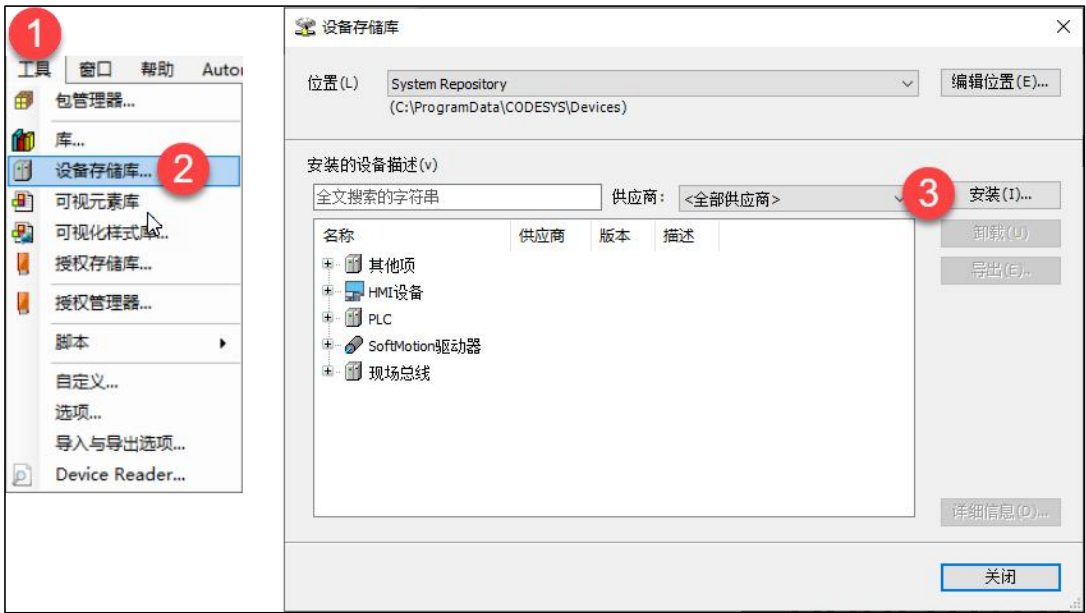 1
工具 窗口 帮助 Autor
包管理器...
库...
设备存储库... 2
可视元素库
可视化样式库...
授权存储库...
授权管理器...
脚本
自定义...
选项...
导入与导出选项...
Device Reader...
设备存储库
位置(L) System Repository 编辑位置(E)...
(C:\ProgramData\CODESYS\Devices)
安装的设备描述(v)
全文搜索的字符串 供应商: <全部供应商> 3 安装(I)...
名称 供应商 版本 描述 卸载(U)
其他项 导出(E)..
HMI设备
PLC
SoftMotion驱动器
现场总线
详细信息(D)...
关闭